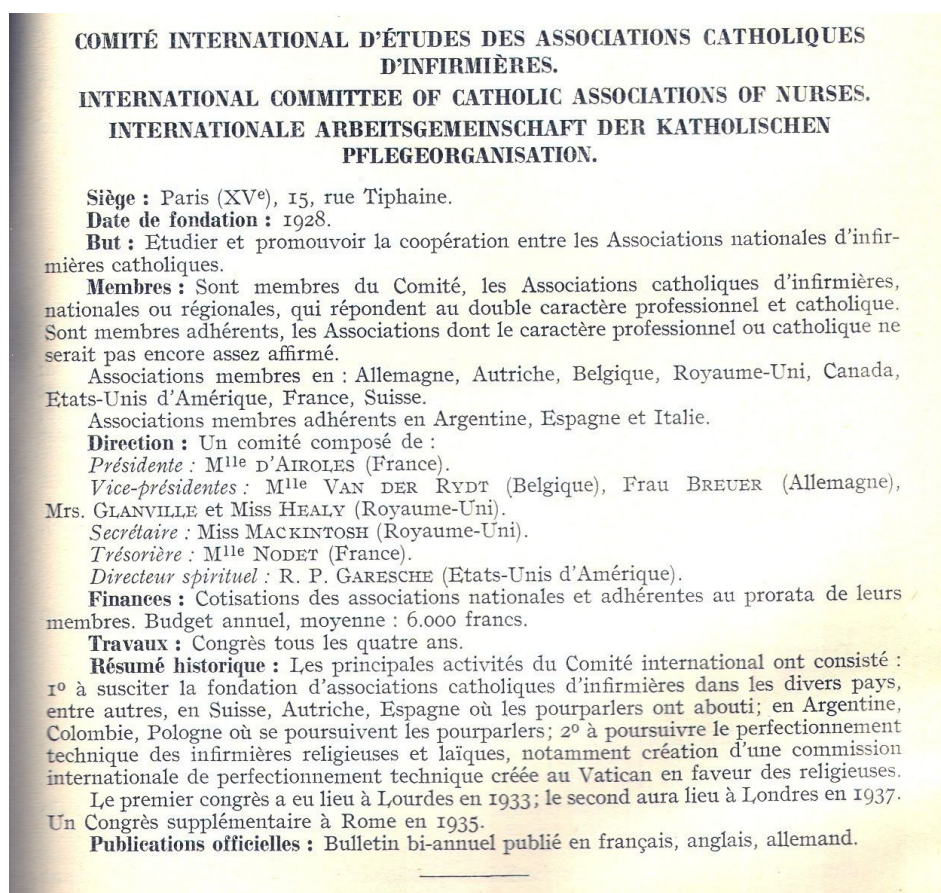 COMITÉ INTERNATIONAL D'ÉTUDES DES ASSOCIATIONS CATHOLIQUES
D'INFIRMIÈRES.
INTERNATIONAL COMMITTEE OF CATHOLIC ASSOCIATIONS OF NURSES.
INTERNATIONALE ARBEITSGEMEINSCHAFT DER KATHOLISCHEN
PFLEGEORGANISATION.
Siège : Paris (XVe), 15, rue Tiphaine.
Date de fondation : 1928.
But : Etudier et promouvoir la coopération entre les Associations nationales d'infir-
mières catholiques.
Membres : Sont membres du Comité, les Associations catholiques d'infirmières,
nationales ou régionales, qui répondent au double caractère professionnel et catholique.
Sont membres adhérents, les Associations dont le caractère professionnel ou catholique ne
serait pas encore assez affirmé.
Associations membres en : Allemagne, Autriche, Belgique, Royaume-Uni, Canada,
Etats-Unis d'Amérique, France, Suisse.
Associations membres adhérents en Argentine, Espagne et Italie.
Direction : Un comité composé de :
Présidente : Mlle D'AIROLES (France).
Vice-présidentes : Mlle VAN DER RYDT (Belgique), Frau BREUER (Allemagne),
Mrs. GLANVILLE et Miss HEALY (Royaume-Uni).
Secrétaire : Miss MACKINTOSH (Royaume-Uni).
Trésorière : Mlle NODET (France).
Directeur spirituel : R. P. GARESCHE (Etats-Unis d'Amérique).
Finances : Cotisations des associations nationales et adhérentes au prorata de leurs
membres. Budget annuel, moyenne : 6.000 francs.
Travaux : Congrès tous les quatre ans.
Résumé historique : Les principales activités du Comité international ont consisté :
1º à susciter la fondation d'associations catholiques d'infirmières dans les divers pays,
entre autres, en Suisse, Autriche, Espagne où les pourparlers ont abouti; en Argentine,
Colombie, Pologne où se poursuivent les pourparlers; 2º à poursuivre le perfectionnement
technique des infirmières religieuses et laïques, notamment création d'une commission
internationale de perfectionnement technique créée au Vatican en faveur des religieuses.
Le premier congrès a eu lieu à Lourdes en 1933; le second aura lieu à Londres en 1937.
Un Congrès supplémentaire à Rome en 1935.
Publications officielles : Bulletin bi-annuel publié en français, anglais, allemand.